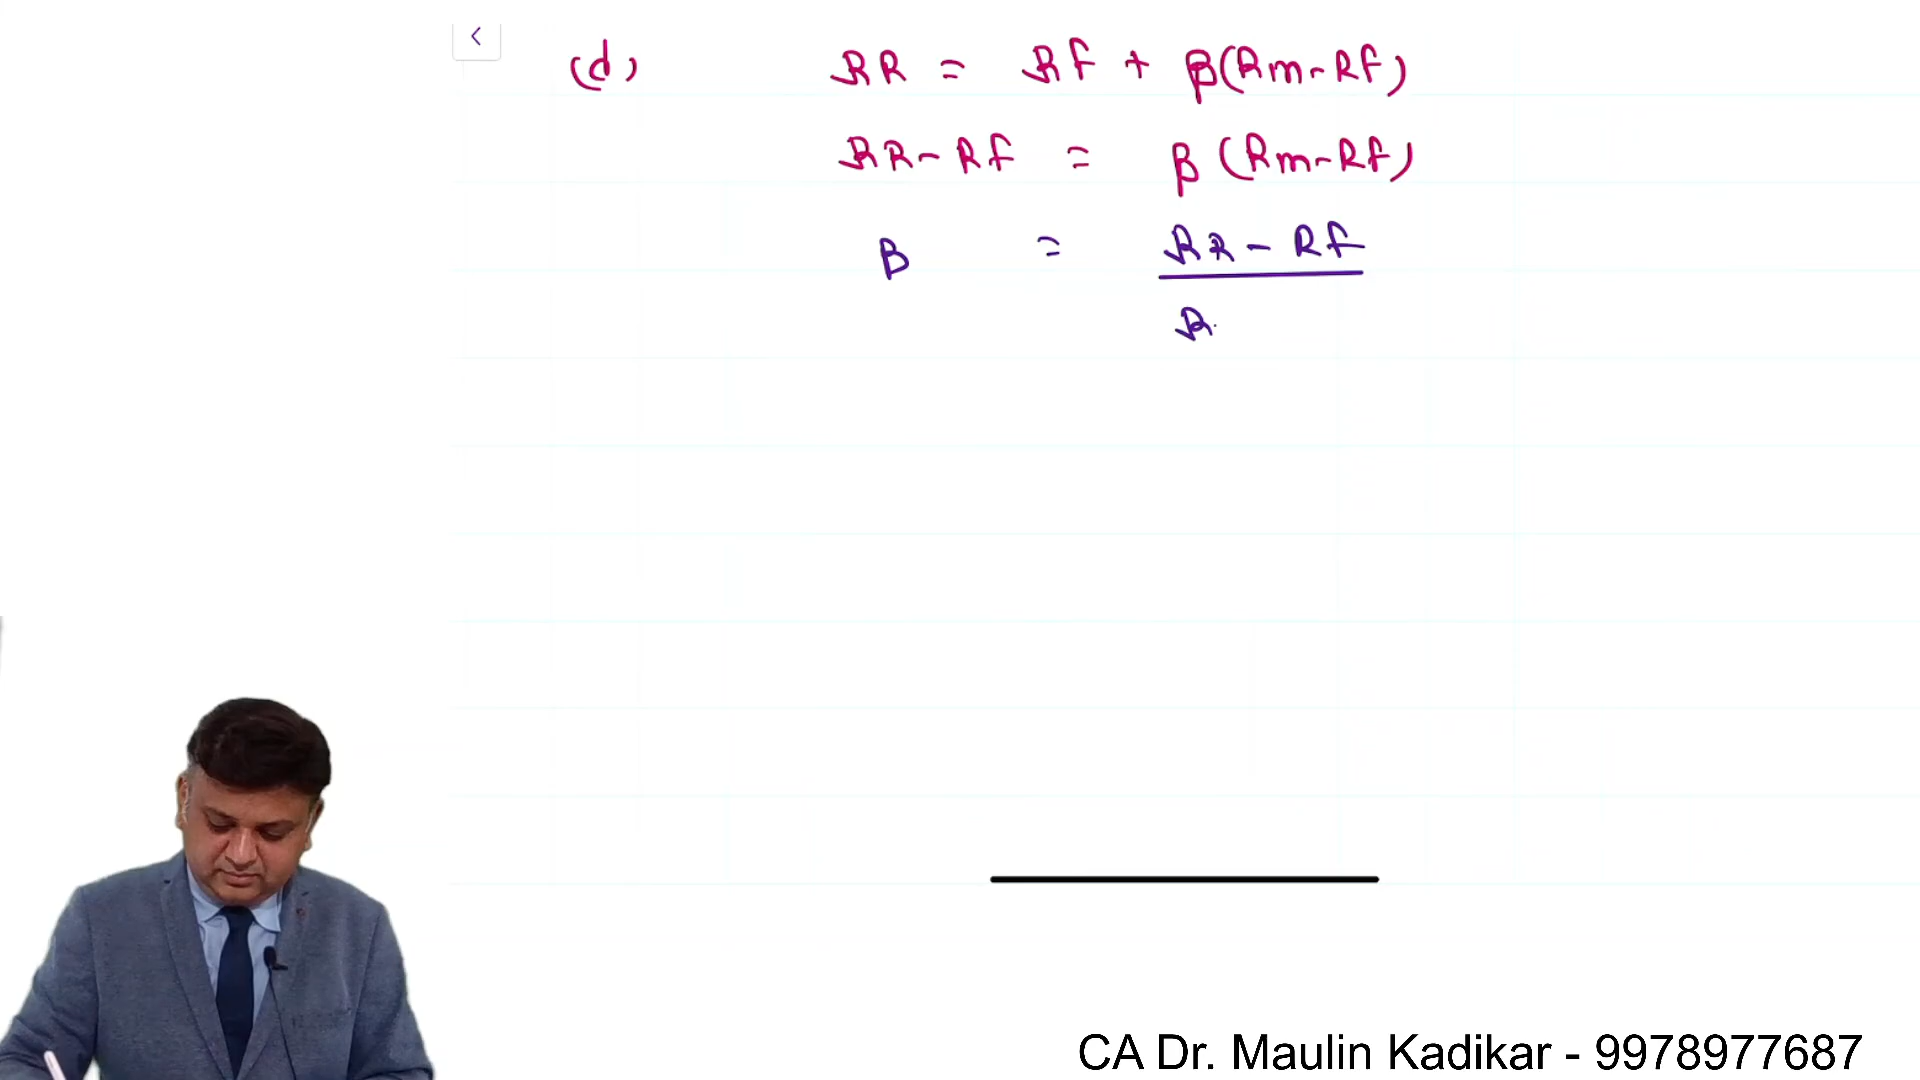 (d) RR = Rf + β(Rm-Rf)
RR-Rf = β (Rm-Rf)
β = RR - Rf
R
CA Dr. Maulin Kadikar - 9978977687